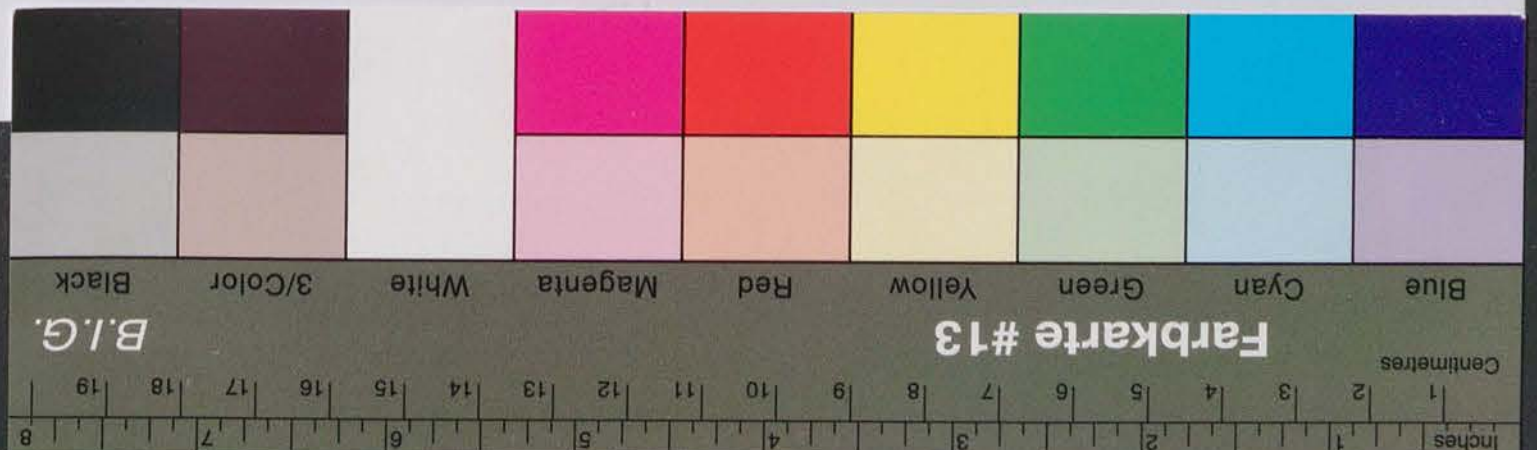 Inches 1 2 3 4 5 6 7 8
1 2 3 4 5 6 7 8 9 10 11 12 13 14 15 16 17 18 19
Centimetres
Farbkarte #13 B.I.G.
Blue Cyan Green Yellow Red Magenta White 3/Color Black